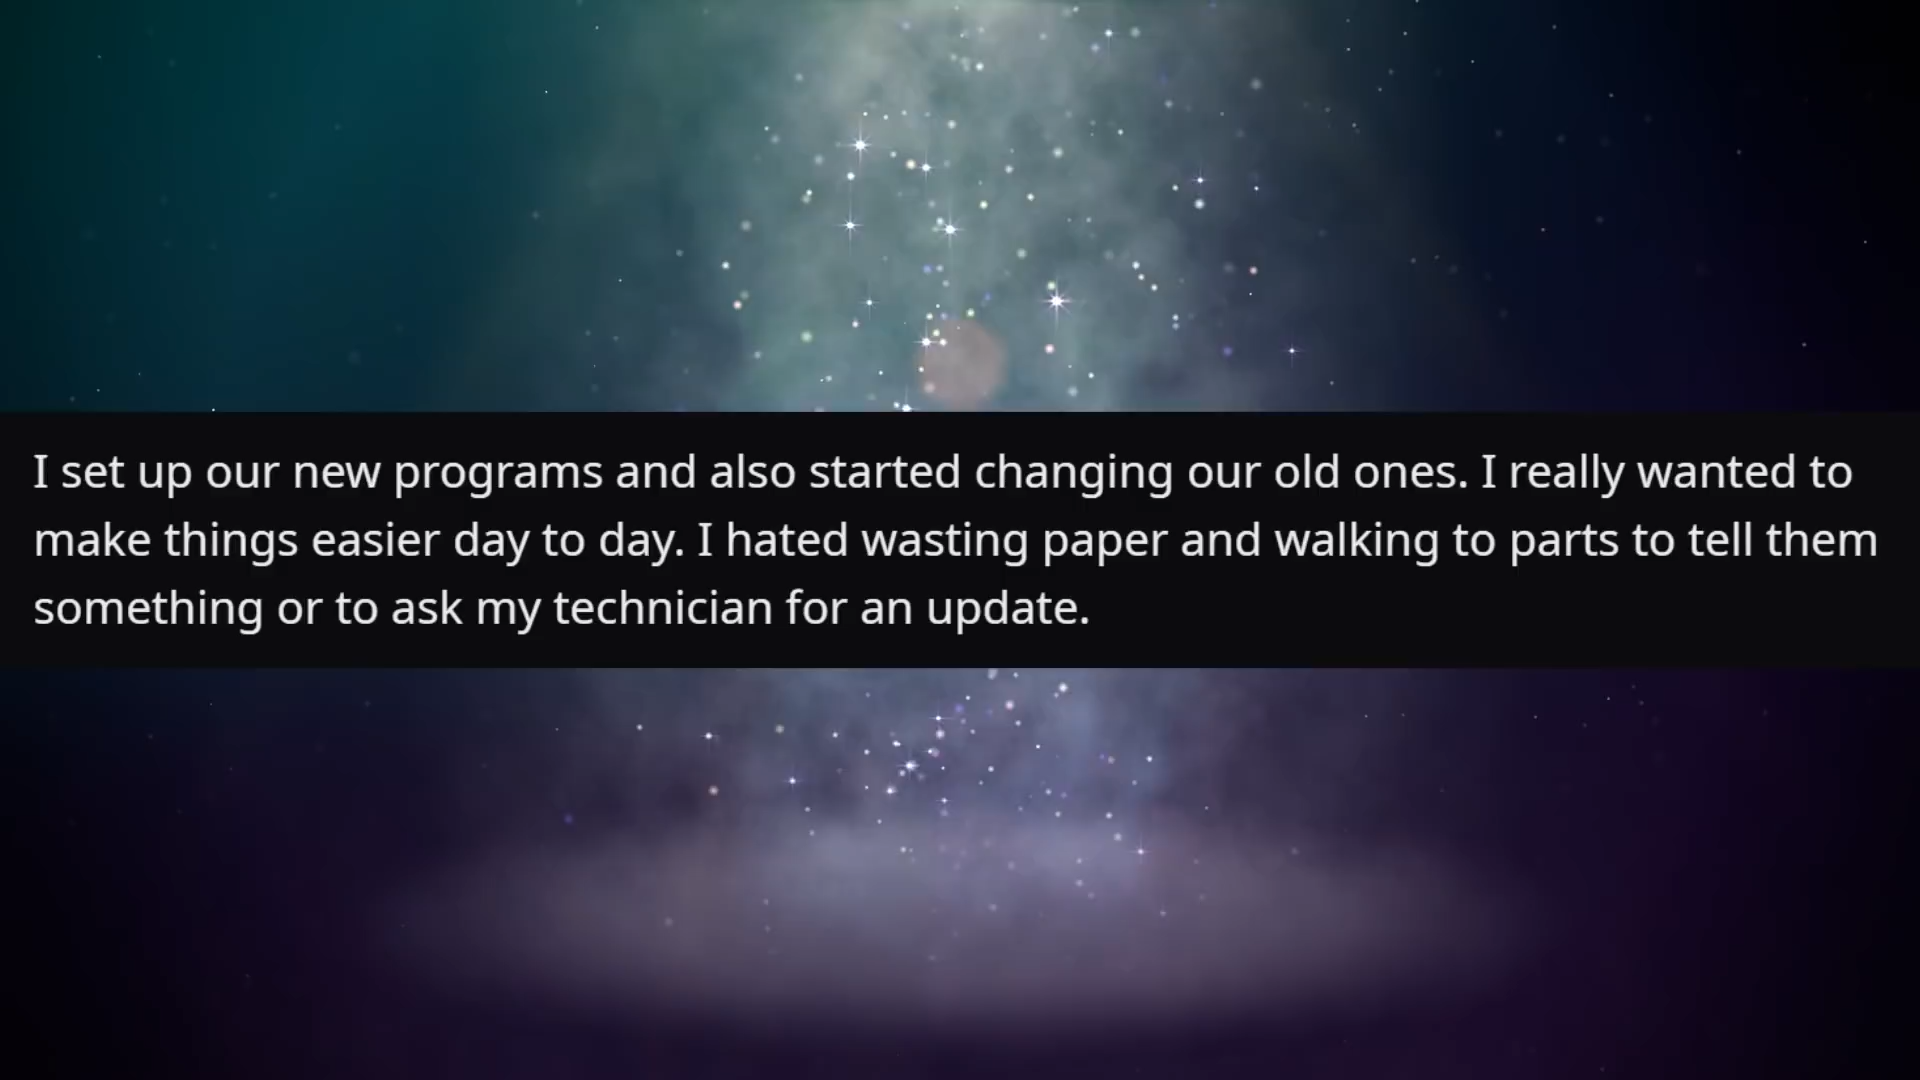 I set up our new programs and also started changing our old ones. I really wanted to
make things easier day to day. I hated wasting paper and walking to parts to tell them
something or to ask my technician for an update.